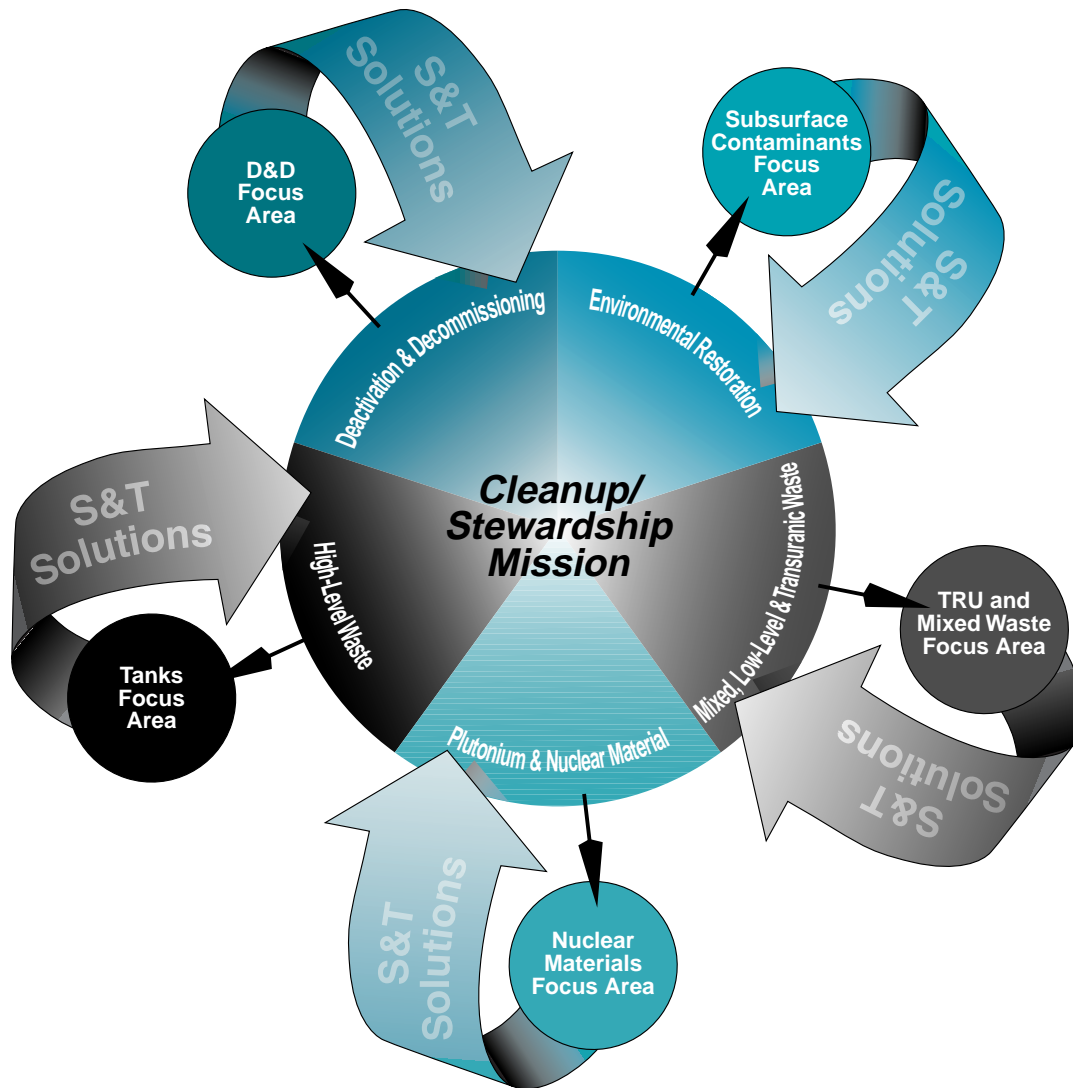 S&T
Solutions
D&D
Focus
Area
Subsurface
Contaminants
Focus
Area
S&T
Solutions
Deactivation & Decommissioning
Environmental Restoration
Cleanup/
Stewardship
Mission
S&T
Solutions
High-Level Waste
Mixed, Low-Level & Transuranic Waste
TRU and
Mixed Waste
Focus Area
Tanks
Focus
Area
Plutonium & Nuclear Material
S&T
Solutions
S&T
Solutions
Nuclear
Materials
Focus Area